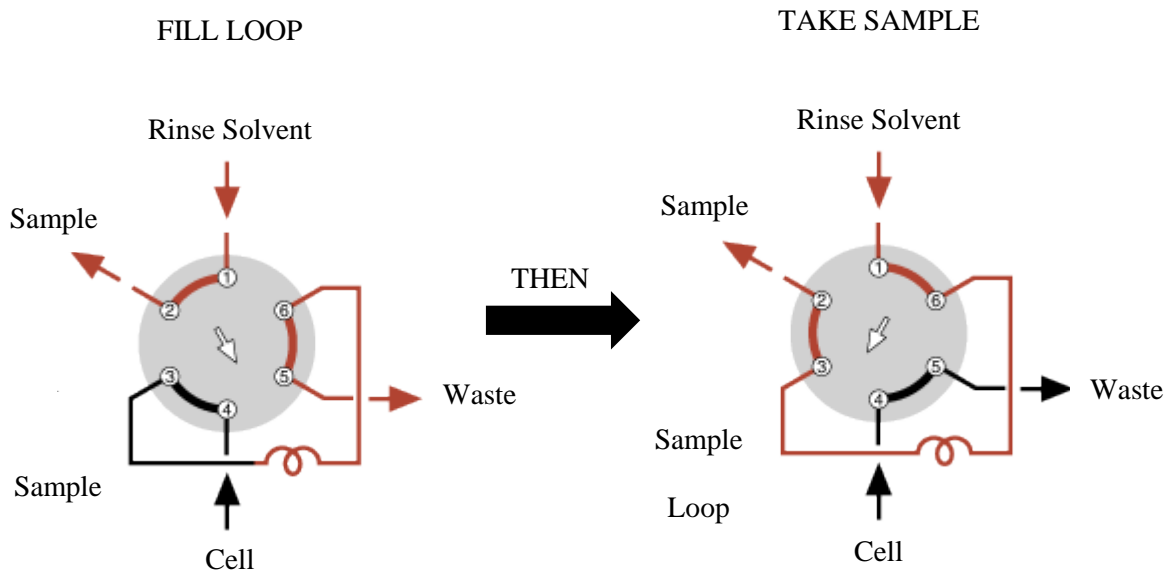 FILL LOOP
TAKE SAMPLE
Rinse Solvent
Sample
1
2
6
3
5
4
Waste
Sample
Cell
THEN
Rinse Solvent
Sample
1
2
6
3
5
4
Waste
Sample
Loop
Cell